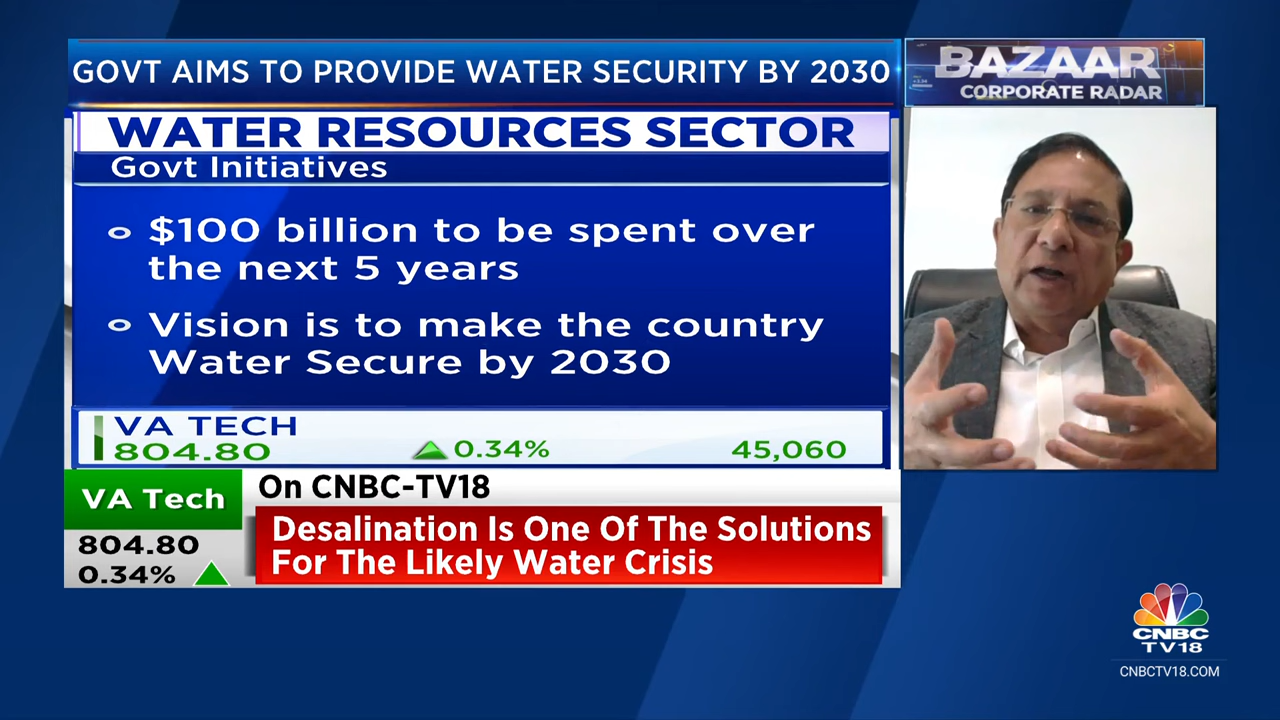 GOVT AIMS TO PROVIDE WATER SECURITY BY 2030
BAZAAR
CORPORATE RADAR
WATER RESOURCES SECTOR
Govt Initiatives
$100 billion to be spent over
the next 5 years
Vision is to make the country
Water Secure by 2030
VA TECH
804.80 0.34% 45,060
VA Tech
804.80
0.34%
On CNBC-TV18
Desalination Is One Of The Solutions
For The Likely Water Crisis
CNBC
TV18
CNBCTV18.COM